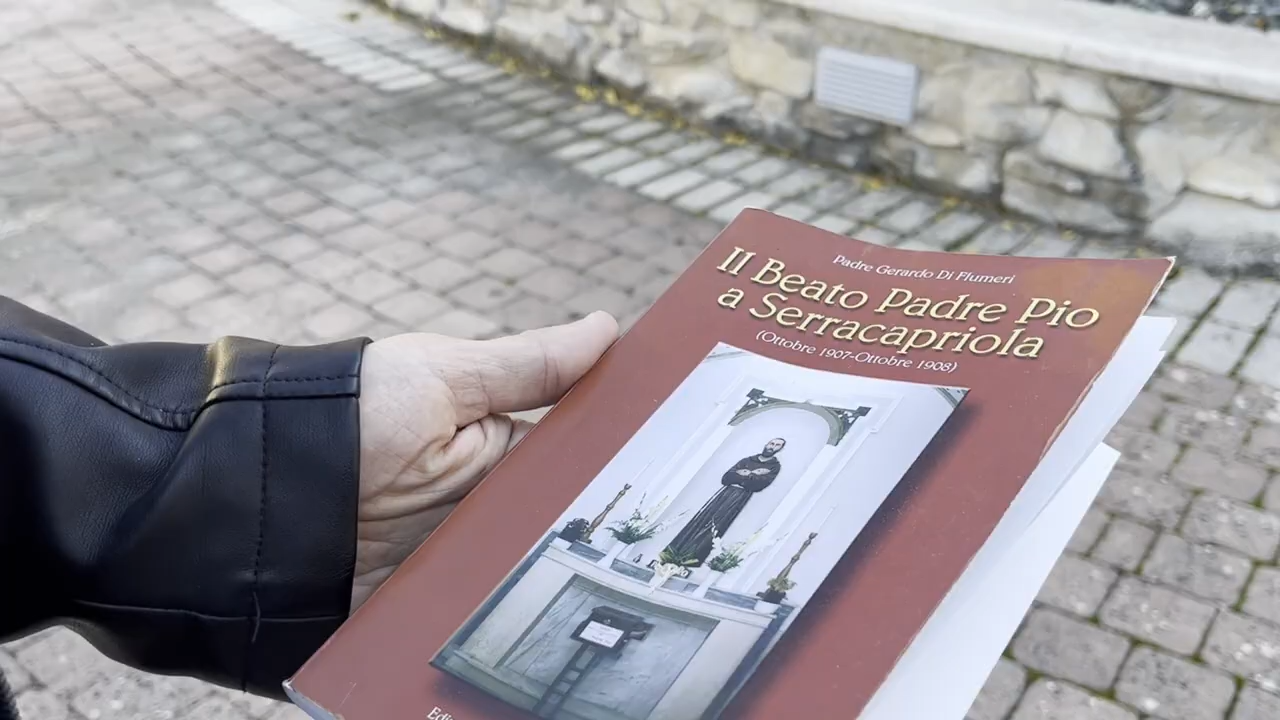 Padre Gerardo Di Flumeri
Il Beato Padre Pio
a Serracapriola
(Ottobre 1907-Ottobre 1908)